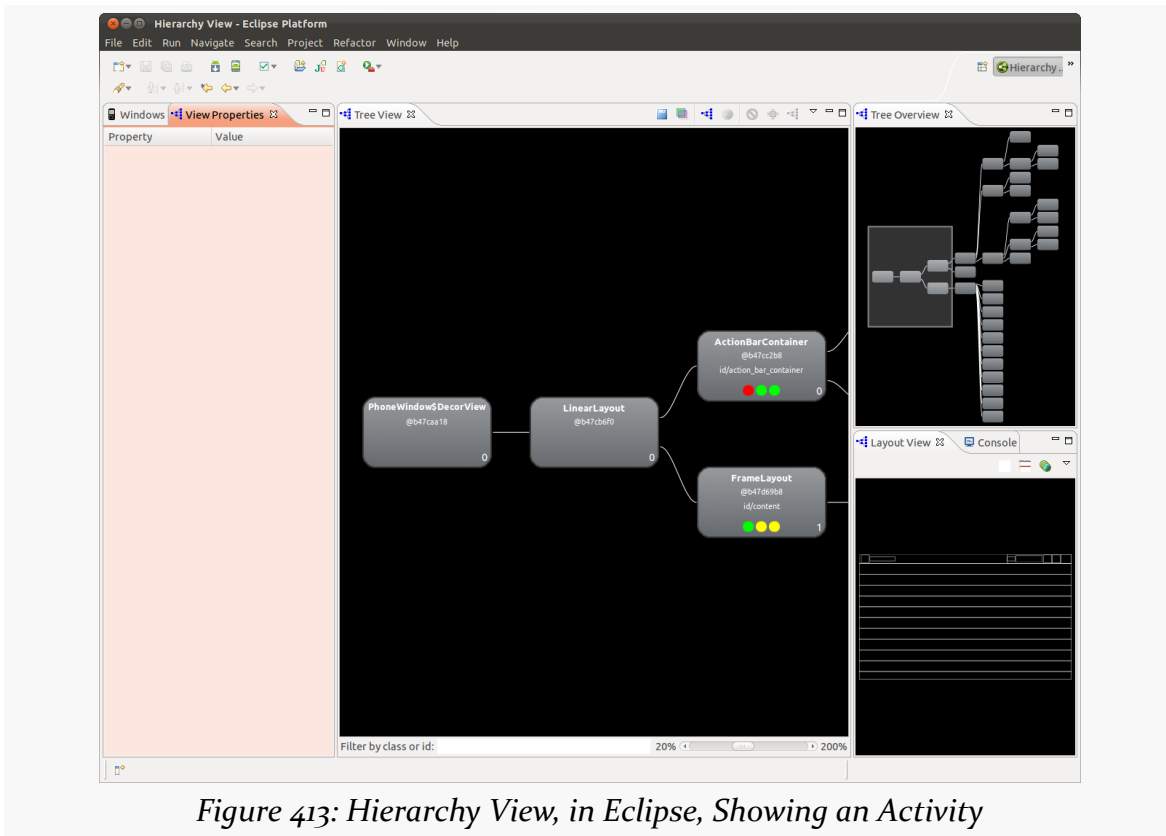 Hierarchy View - Eclipse Platform
File Edit Run Navigate Search Project Refactor Window Help
Hierarchy.. »
Windows View Properties
Property Value
Tree View
ActionBarContainer
@b47cc2b8
id/action_bar_container
0
PhoneWindow$DecorView
@b47caa18
0
LinearLayout
@b47cb6f0
0
FrameLayout
@b47d69b8
id/content
1
Filter by class or id:
20% 200%
Tree Overview
Layout View Console
Figure 413: Hierarchy View, in Eclipse, Showing an Activity